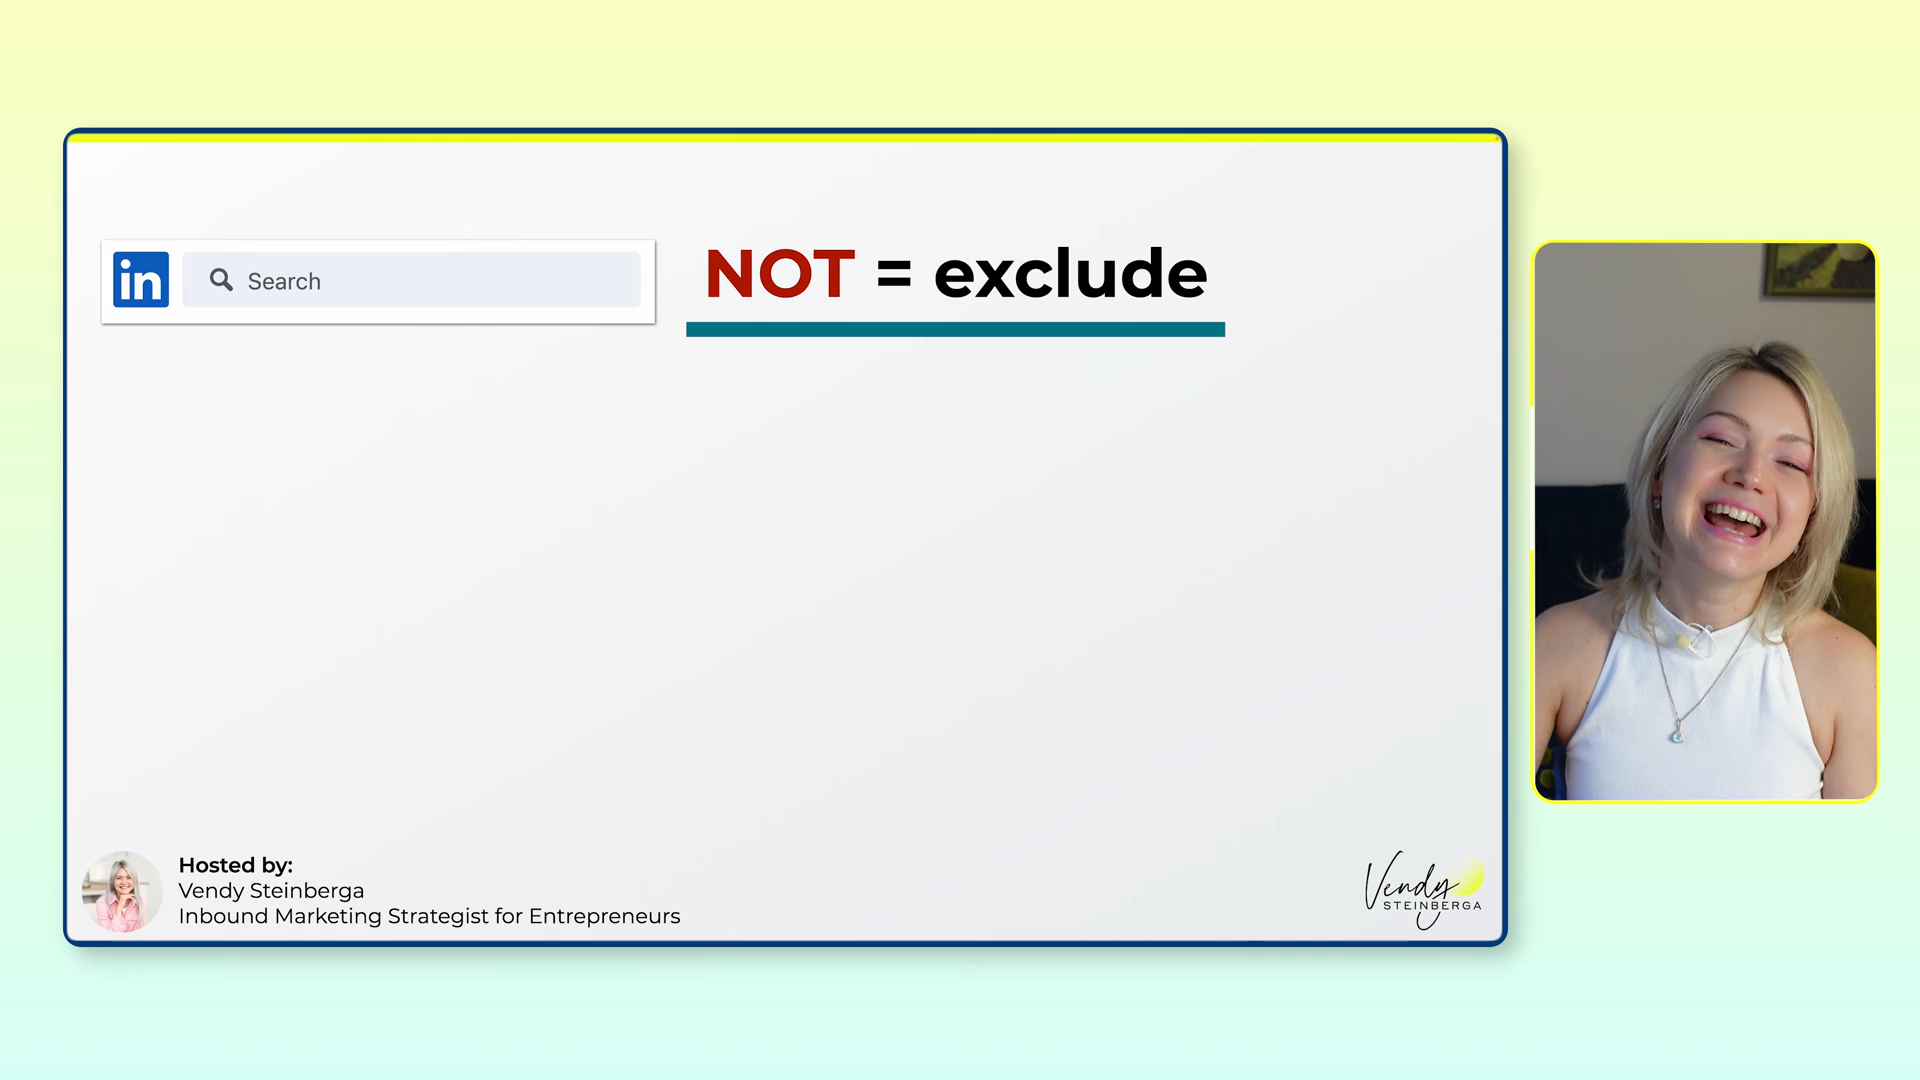 in
Search
NOT = exclude
Hosted by:
Vendy Steinberga
Inbound Marketing Strategist for Entrepreneurs
Vendy
STEINBERGA